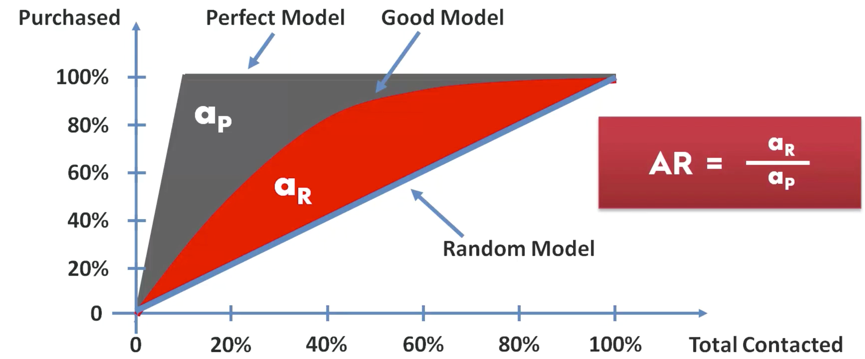 Purchased
Perfect Model
Good Model
100%
80%
60%
40%
20%
0
aP
aR
AR = aR / aP
Random Model
0 20% 40% 60% 80% 100% Total Contacted